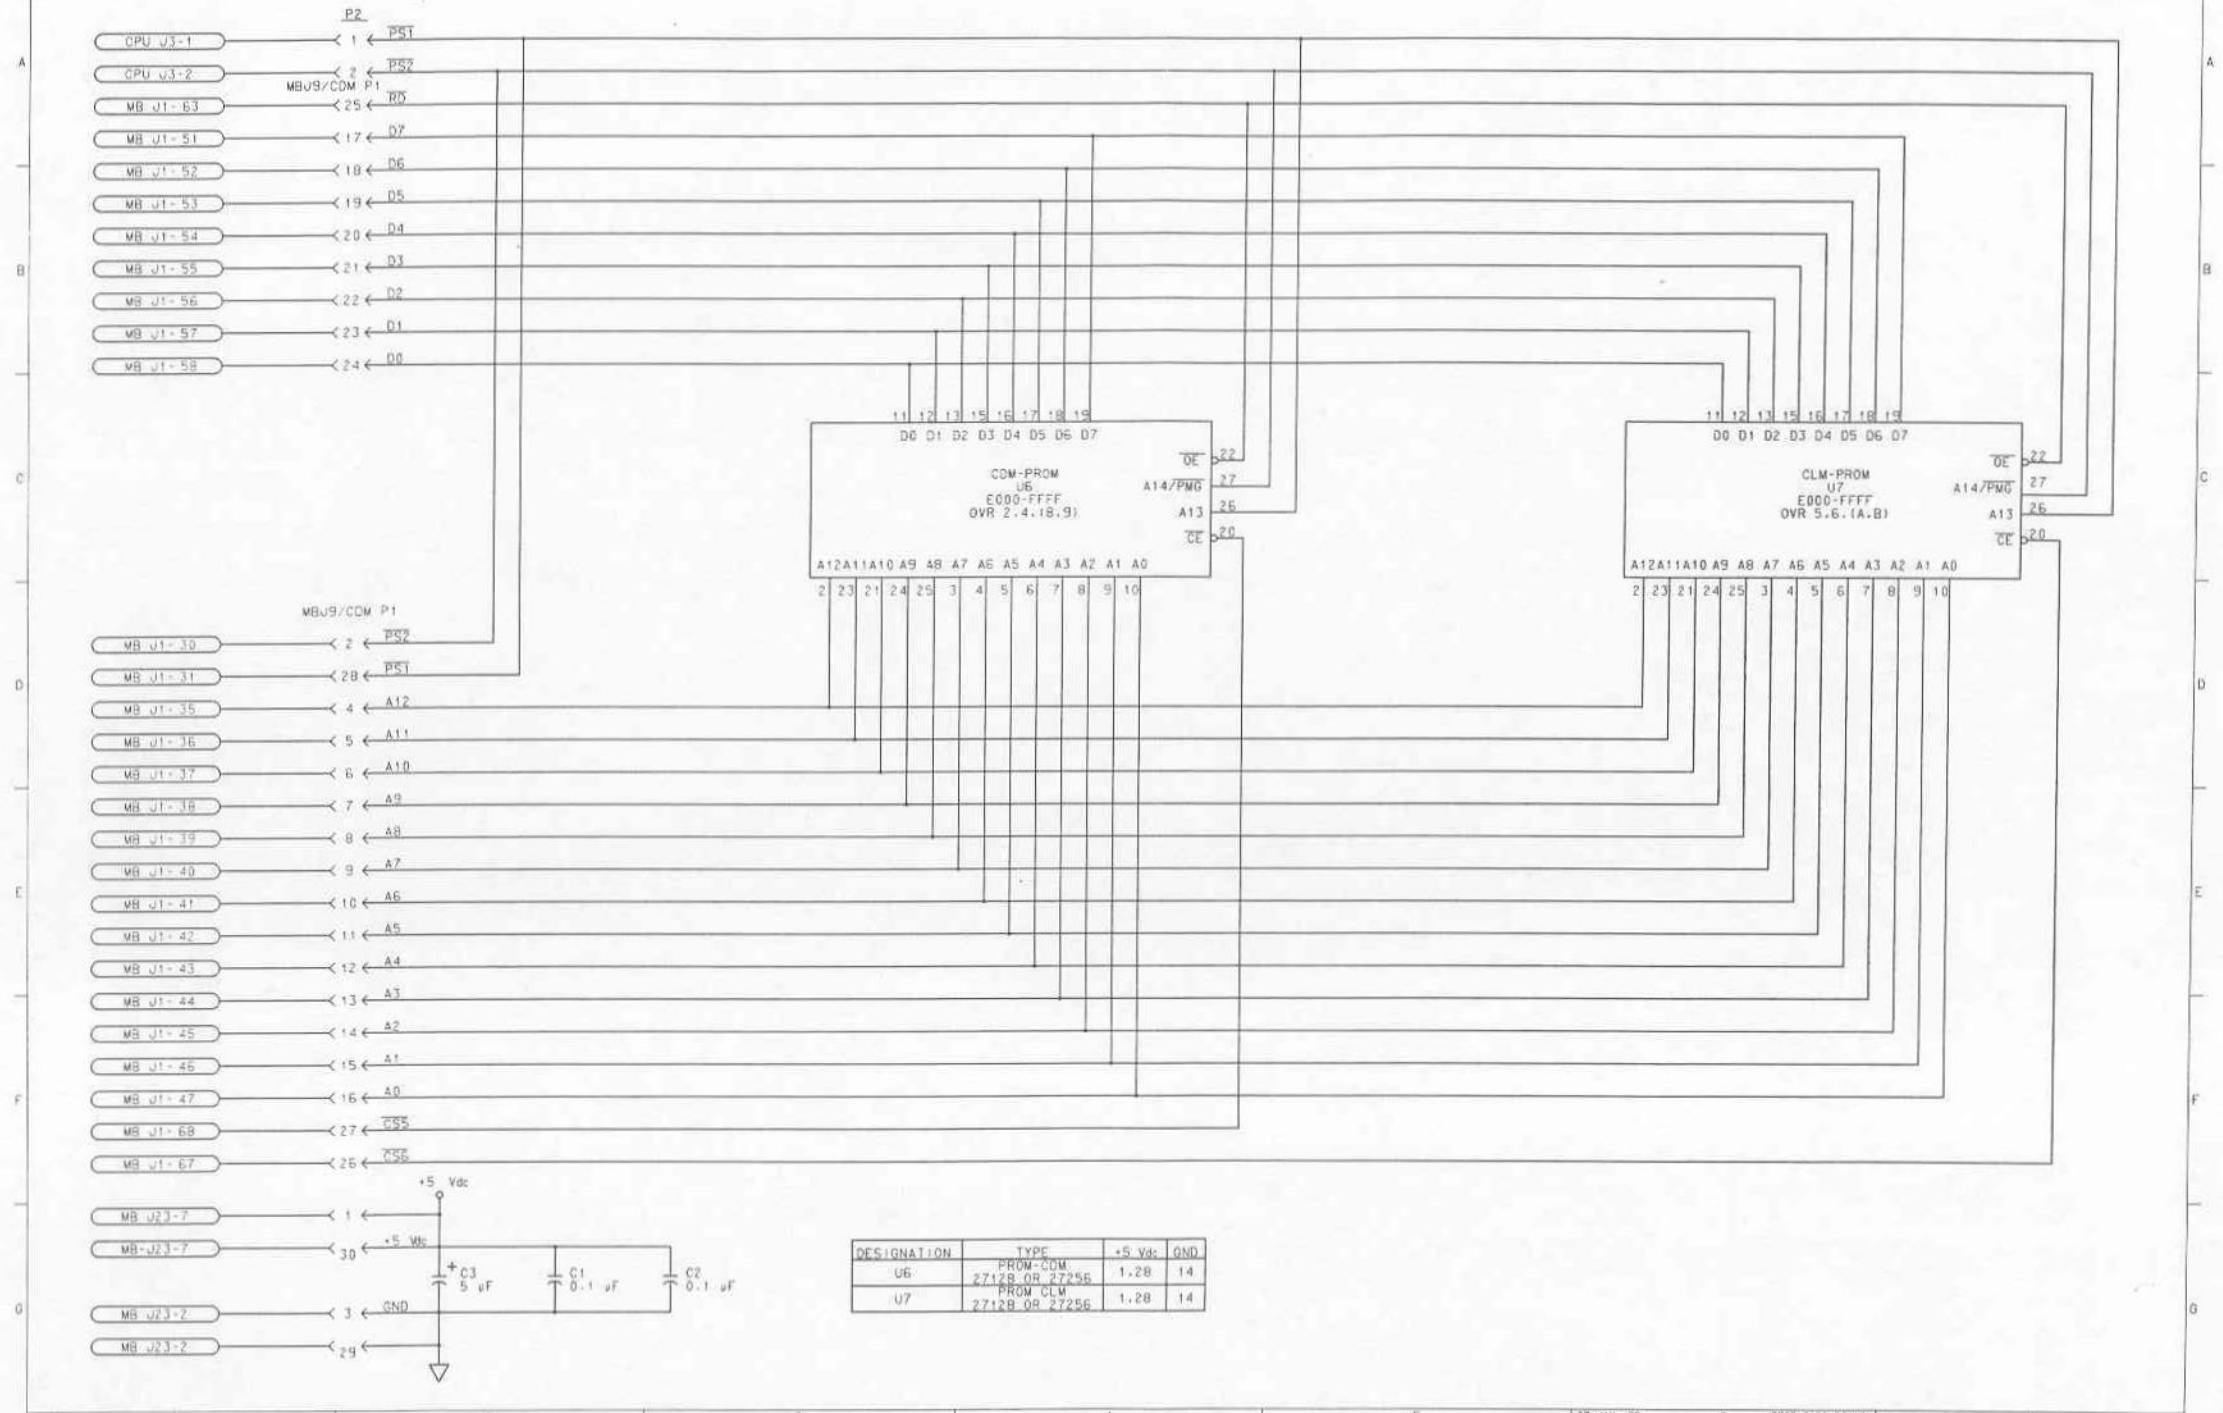 P2
A
A
CPU J3-1 1 PS1
CPU J3-2 2 PS2
MBJ9/COM P1
MB J1-63 25 RD
MB J1-51 17 D7
MB J1-52 18 D6
MB J1-53 19 D5
MB J1-54 20 D4
MB J1-55 21 D3
B
B
MB J1-56 22 D2
MB J1-57 23 D1
MB J1-58 24 D0
11 12 13 15 16 17 18 19
D0 D1 D2 D3 D4 D5 D6 D7
OE 22
A14/PMG 27
A13 26
CE 20
COM-PROM
U6
E000-FFFF
OVR 2.4.(8.9)
A12 A11 A10 A9 A8 A7 A6 A5 A4 A3 A2 A1 A0
2 23 21 24 25 3 4 5 6 7 8 9 10
11 12 13 15 16 17 18 19
D0 D1 D2 D3 D4 D5 D6 D7
OE 22
A14/PMG 27
A13 26
CE 20
CLM-PROM
U7
E000-FFFF
OVR 5.6.(A.B)
A12 A11 A10 A9 A8 A7 A6 A5 A4 A3 A2 A1 A0
2 23 21 24 25 3 4 5 6 7 8 9 10
C
C
MBJ9/COM P1
MB J1-30 2 PS2
MB J1-31 28 PS1
D
D
MB J1-35 4 A12
MB J1-36 5 A11
MB J1-37 6 A10
MB J1-38 7 A9
MB J1-39 8 A8
MB J1-40 9 A7
E
E
MB J1-41 10 A6
MB J1-42 11 A5
MB J1-43 12 A4
MB J1-44 13 A3
MB J1-45 14 A2
MB J1-46 15 A1
MB J1-47 16 A0
F
F
MB J1-68 27 CS5
MB J1-67 26 CS6
+5 Vdc
MB J23-7 1
MB-J23-7 30 +5 Vdc
+ C3
5 uF
C1
0.1 uF
C2
0.1 uF
G
G
MB J23-2 3 GND
MB J23-2 29
DESIGNATION TYPE +5 Vdc GND
U6 PROM-COM 27128 OR 27256 1.28 14
U7 PROM CLM 27128 OR 27256 1.28 14